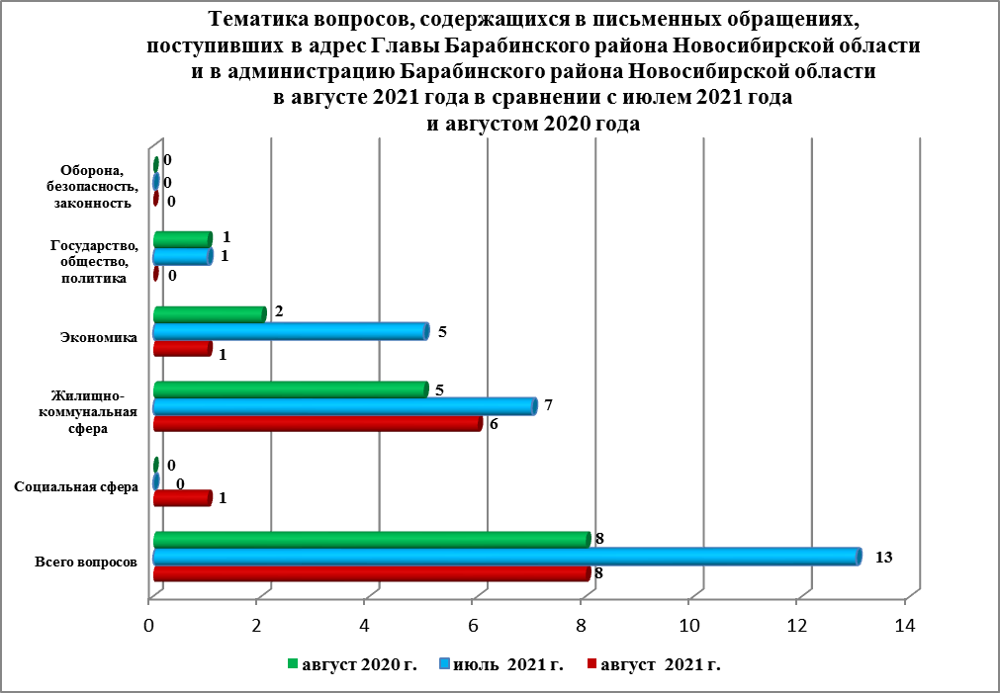 Тематика вопросов, содержащихся в письменных обращениях,
поступивших в адрес Главы Барабинского района Новосибирской области
и в администрацию Барабинского района Новосибирской области
в августе 2021 года в сравнении с июлем 2021 года
и августом 2020 года
Оборона,
безопасность,
законность
0
0
0
Государство,
общество,
политика
1
1
0
Экономика
2
5
1
Жилищно-
коммунальная
сфера
5
7
6
Социальная сфера
0
0
1
Всего вопросов
8
13
8
0 2 4 6 8 10 12 14
август 2020 г. июль 2021 г. август 2021 г.